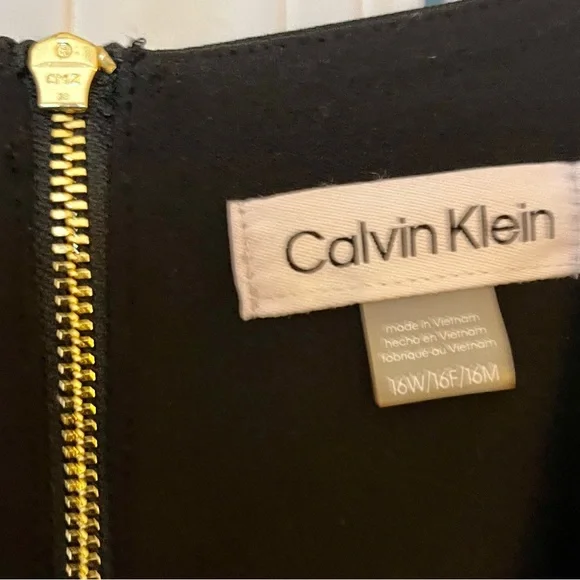 CMZ
Calvin Klein
made in Vietnam
hecho en Vietnam
fabriqué au Vietnam
16W/16F/16M